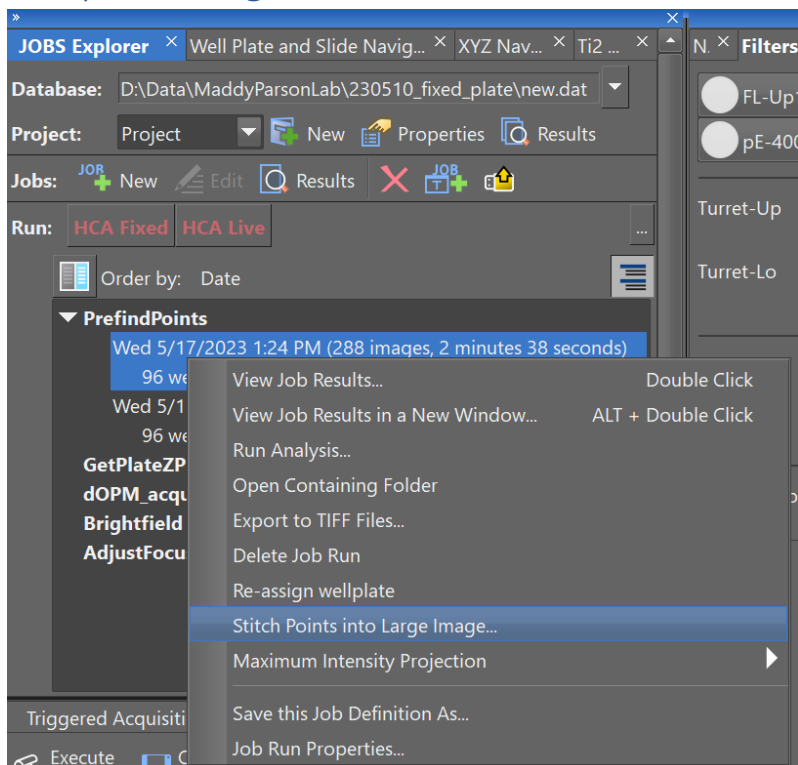 »
JOBS Explorer × Well Plate and Slide Navig... × XYZ Nav... × Ti2 ... × N. × Filters
Database: D:\Data\MaddyParsonLab\230510_fixed_plate\new.dat
FL-Up1
Project: Project New Properties Results
pE-400
Jobs: JOB New Edit Results JOB T
Turret-Up
Run: HCA Fixed HCA Live ...
Order by: Date
Turret-Lo
PrefindPoints
Wed 5/17/2023 1:24 PM (288 images, 2 minutes 38 seconds)
96 we
View Job Results... Double Click
Wed 5/1
View Job Results in a New Window... ALT + Double Click
96 we
Run Analysis...
GetPlateZP
Open Containing Folder
dOPM_acqu
Export to TIFF Files...
Brightfield
Delete Job Run
AdjustFocu
Re-assign wellplate
Stitch Points into Large Image...
Maximum Intensity Projection
Save this Job Definition As...
Triggered Acquisiti
Job Run Properties...
Execute